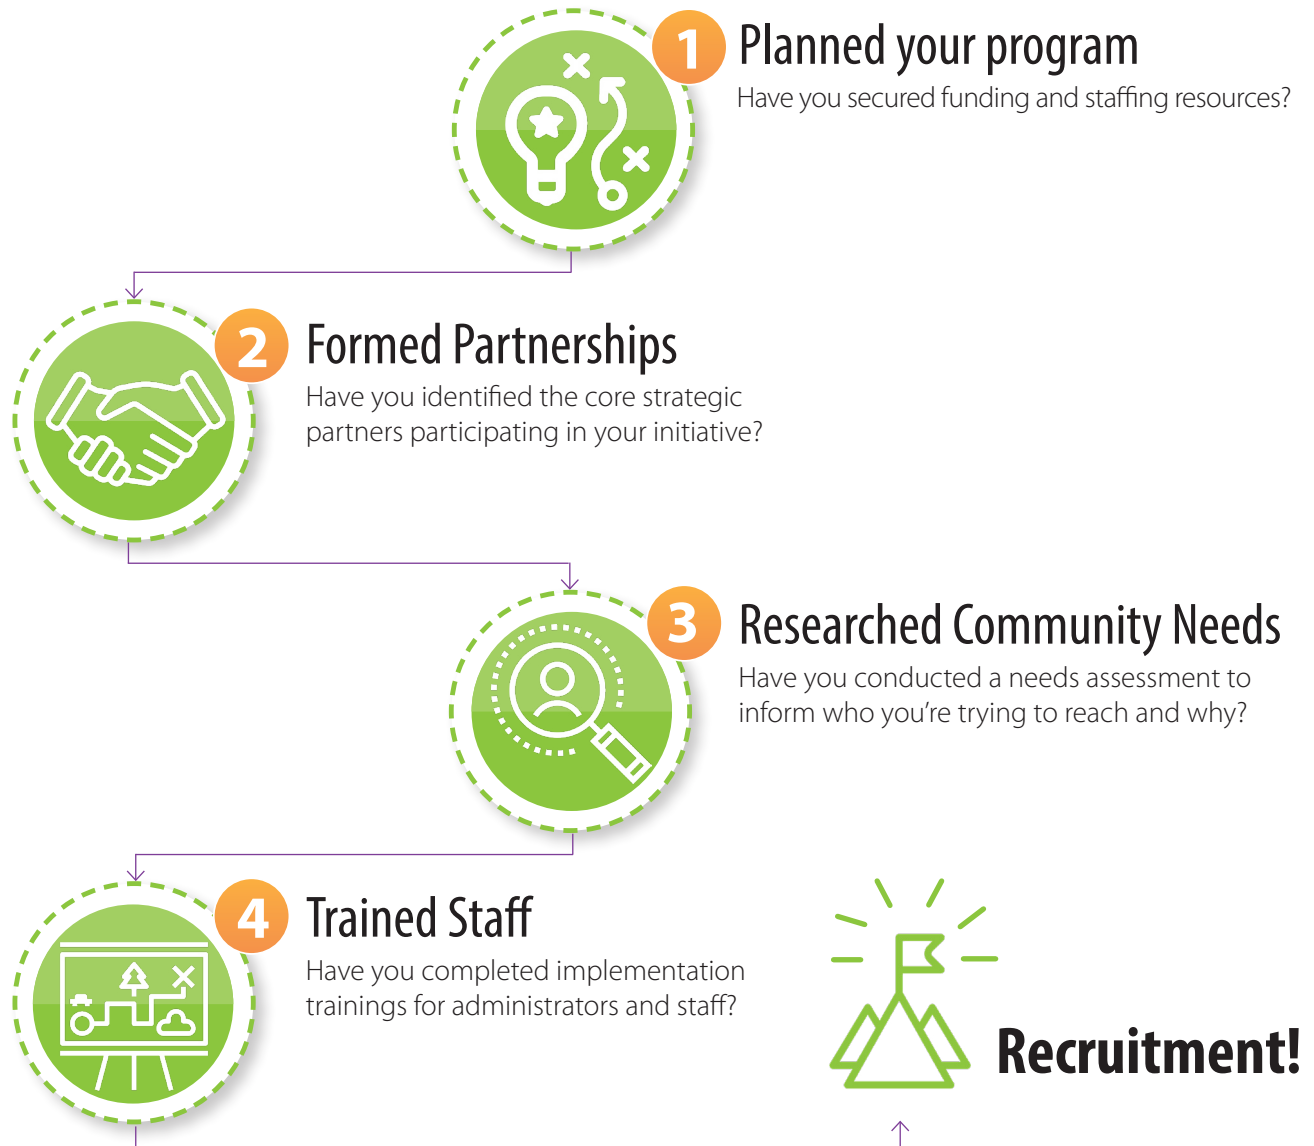 1
Planned your program
Have you secured funding and staffing resources?
2
Formed Partnerships
Have you identified the core strategic
partners participating in your initiative?
3
Researched Community Needs
Have you conducted a needs assessment to
inform who you’re trying to reach and why?
4
Trained Staff
Have you completed implementation
trainings for administrators and staff?
Recruitment!